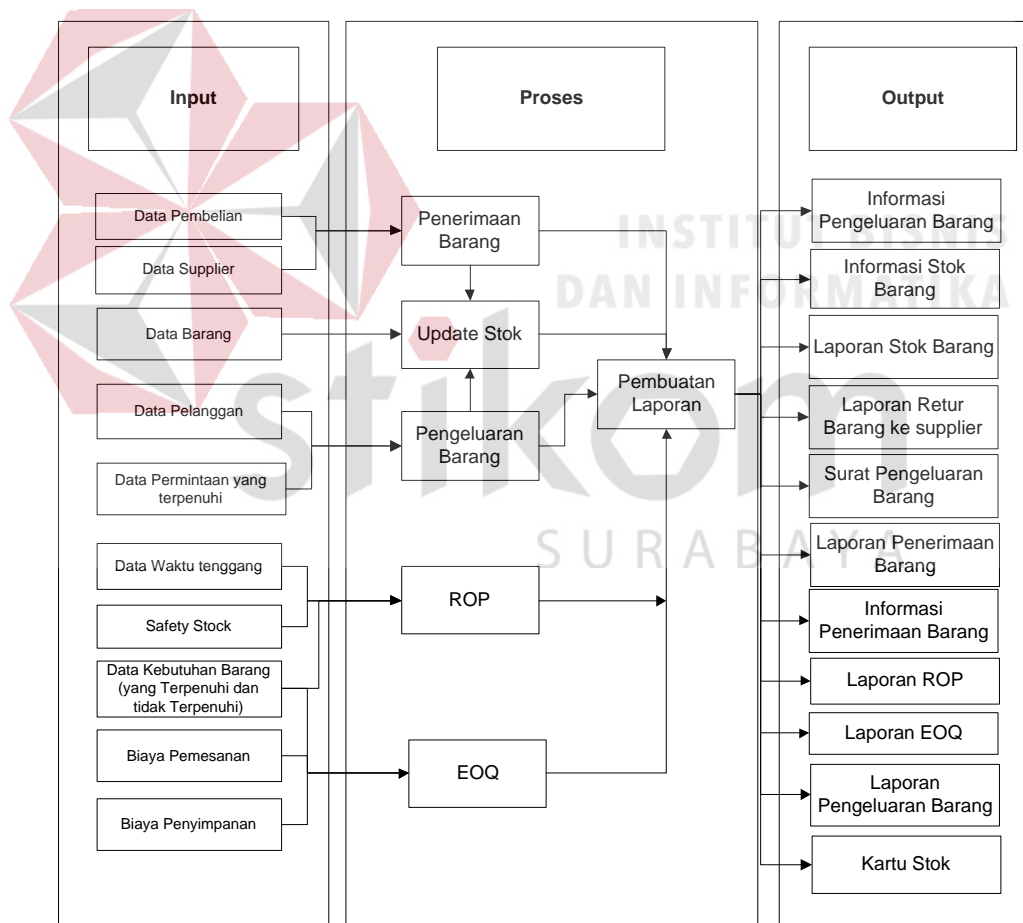 Input
Proses
Output
Data Pembelian
Data Supplier
Data Barang
Data Pelanggan
Data Permintaan yang
terpenuhi
Data Waktu tenggang
Safety Stock
Data Kebutuhan Barang
(yang Terpenuhi dan
tidak Terpenuhi)
Biaya Pemesanan
Biaya Penyimpanan
Penerimaan
Barang
Update Stok
Pengeluaran
Barang
ROP
EOQ
Pembuatan
Laporan
Informasi
Pengeluran Barang
Informasi Stok
Barang
Laporan Stok Barang
Laporan Retur
Barang ke supplier
Surat Pengeluaran
Barang
Laporan Penerimaan
Barang
Informasi
Penerimaan Barang
Laporan ROP
Laporan EOQ
Laporan
Pengeluran Barang
Kartu Stok
INSTITUT BISNIS
DAN INFORMATIKA
stikom
SURABAYA